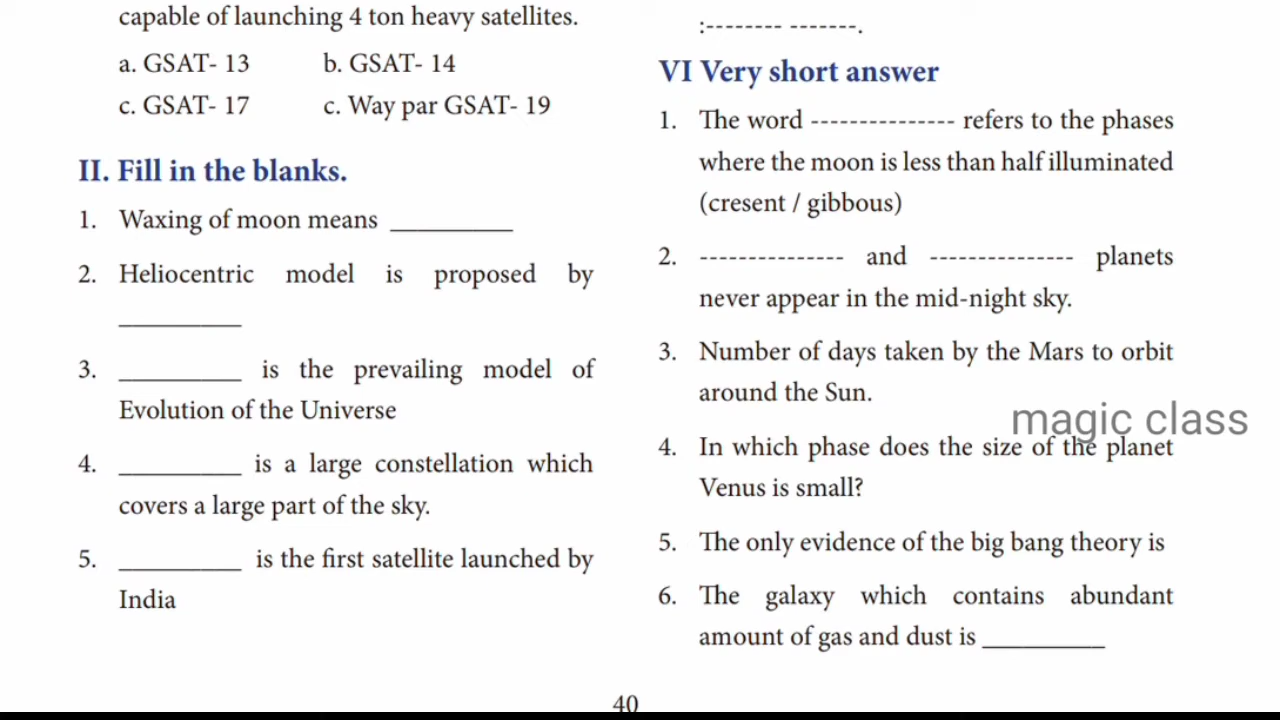 capable of launching 4 ton heavy satellites.
a. GSAT- 13 b. GSAT- 14
c. GSAT- 17 c. Way par GSAT- 19
II. Fill in the blanks.
1. Waxing of moon means _________
2. Heliocentric model is proposed by
_________
3. _________ is the prevailing model of
Evolution of the Universe
4. _________ is a large constellation which
covers a large part of the sky.
5. _________ is the first satellite launched by
India
:-------- -------.
VI Very short answer
1. The word --------------- refers to the phases
where the moon is less than half illuminated
(cresent / gibbous)
2. --------------- and --------------- planets
never appear in the mid-night sky.
3. Number of days taken by the Mars to orbit
around the Sun.
magic class
4. In which phase does the size of the planet
Venus is small?
5. The only evidence of the big bang theory is
6. The galaxy which contains abundant
amount of gas and dust is _________
40